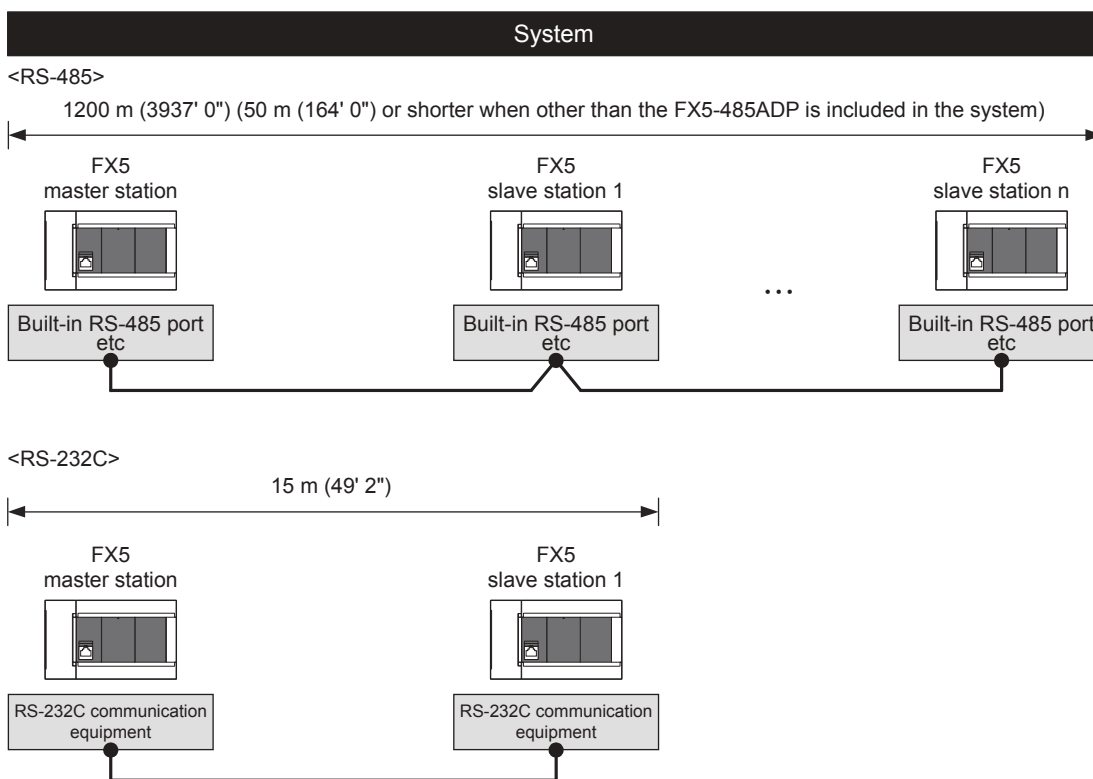 System
<RS-485>
1200 m (3937' 0") (50 m (164' 0") or shorter when other than the FX5-485ADP is included in the system)
FX5
master station
FX5
slave station 1
FX5
slave station n
...
Built-in RS-485 port
etc
Built-in RS-485 port
etc
Built-in RS-485 port
etc
<RS-232C>
15 m (49' 2")
FX5
master station
FX5
slave station 1
RS-232C communication
equipment
RS-232C communication
equipment